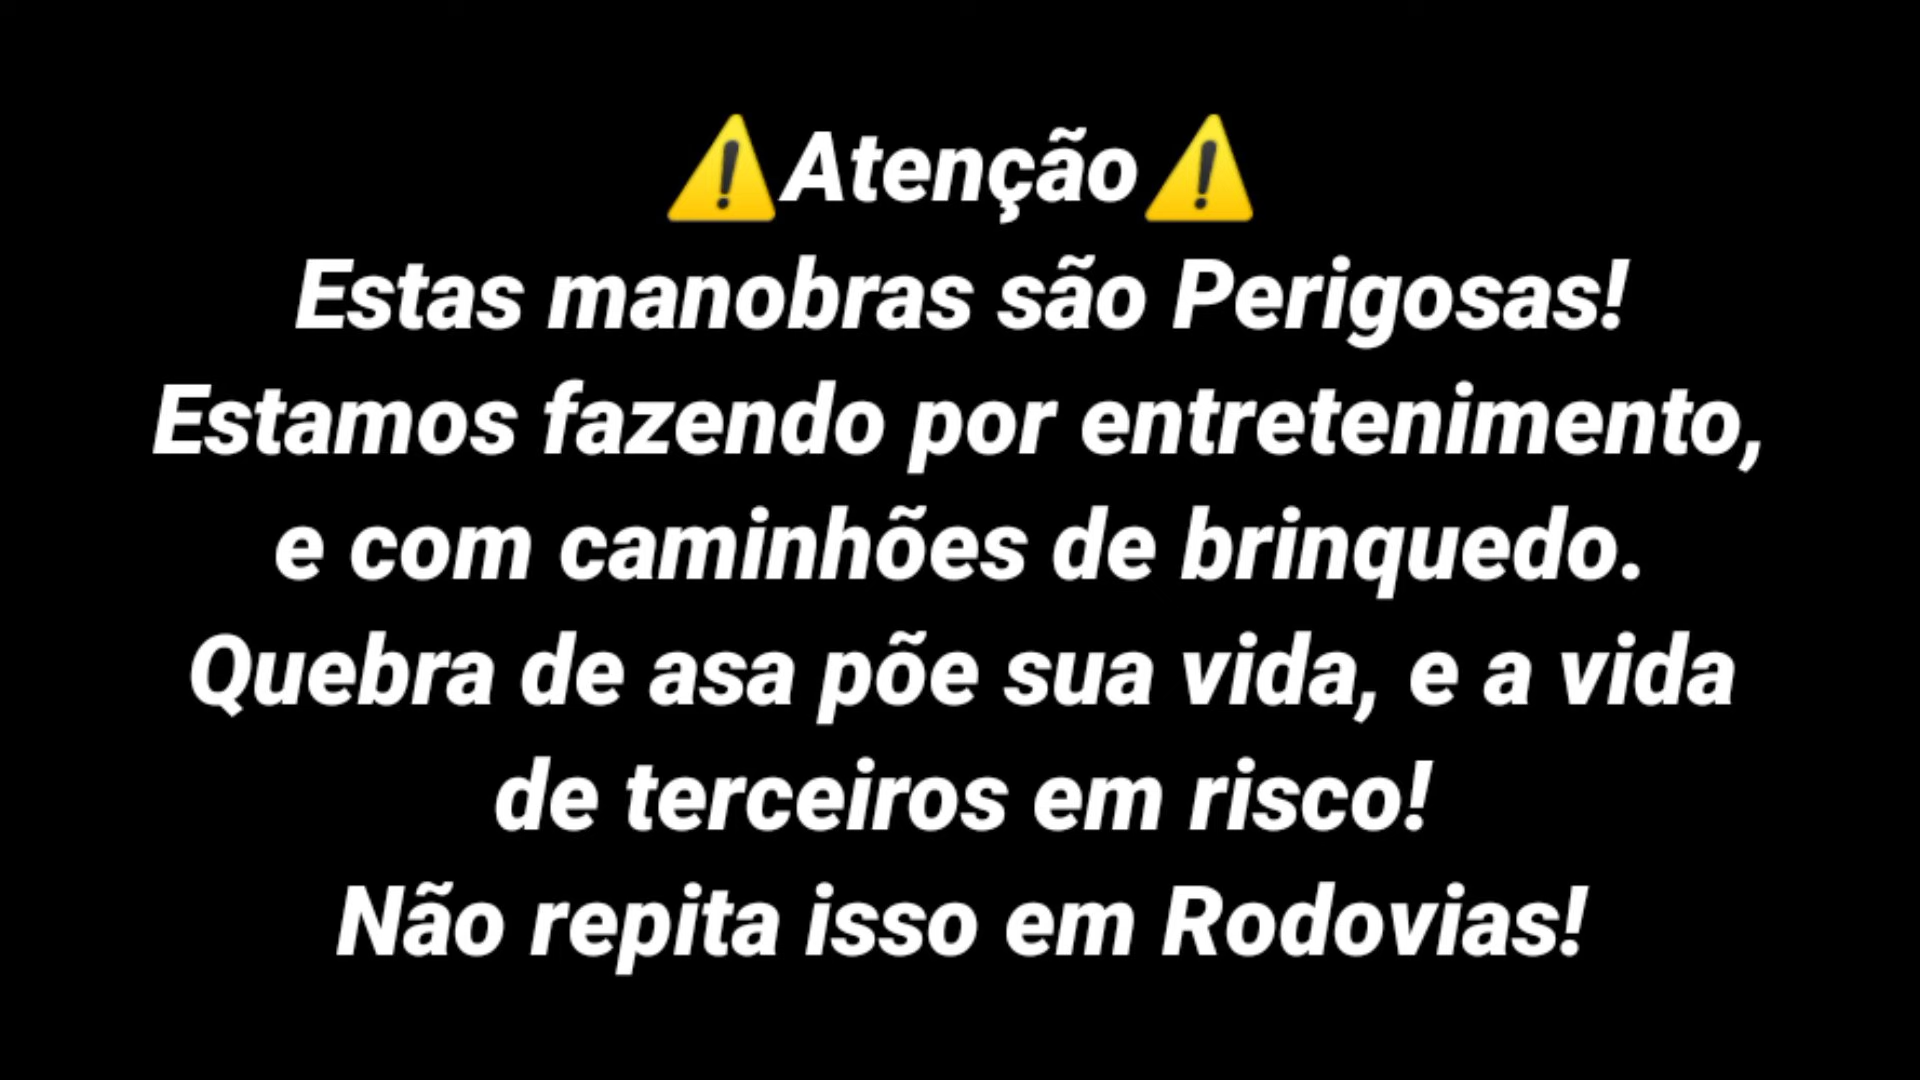 ⚠️Atenção⚠️
Estas manobras são Perigosas!
Estamos fazendo por entretenimento,
e com caminhões de brinquedo.
Quebra de asa põe sua vida, e a vida
de terceiros em risco!
Não repita isso em Rodovias!